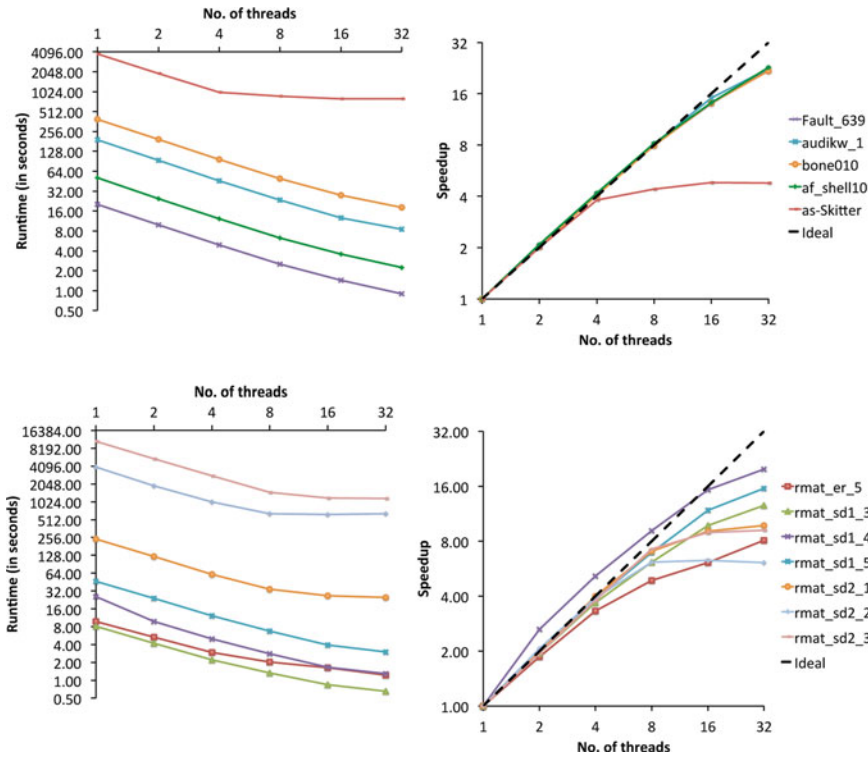 No. of threads
1 2 4 8 16 32
4096.00
2048.00
1024.00
512.00
256.00
128.00
64.00
32.00
16.00
8.00
4.00
2.00
1.00
0.50
Runtime (in seconds)
32
16
8
4
2
1
Speedup
1 2 4 8 16 32
No. of threads
Fault_639
audikw_1
bone010
af_shell10
as-Skitter
Ideal
No. of threads
1 2 4 8 16 32
16384.00
8192.00
4096.00
2048.00
1024.00
512.00
256.00
128.00
64.00
32.00
16.00
8.00
4.00
2.00
1.00
0.50
Runtime (in seconds)
32.00
16.00
8.00
4.00
2.00
1.00
Speedup
1 2 4 8 16 32
No. of threads
rmat_er_5
rmat_sd1_3
rmat_sd1_4
rmat_sd1_5
rmat_sd2_1
rmat_sd2_2
rmat_sd2_3
Ideal